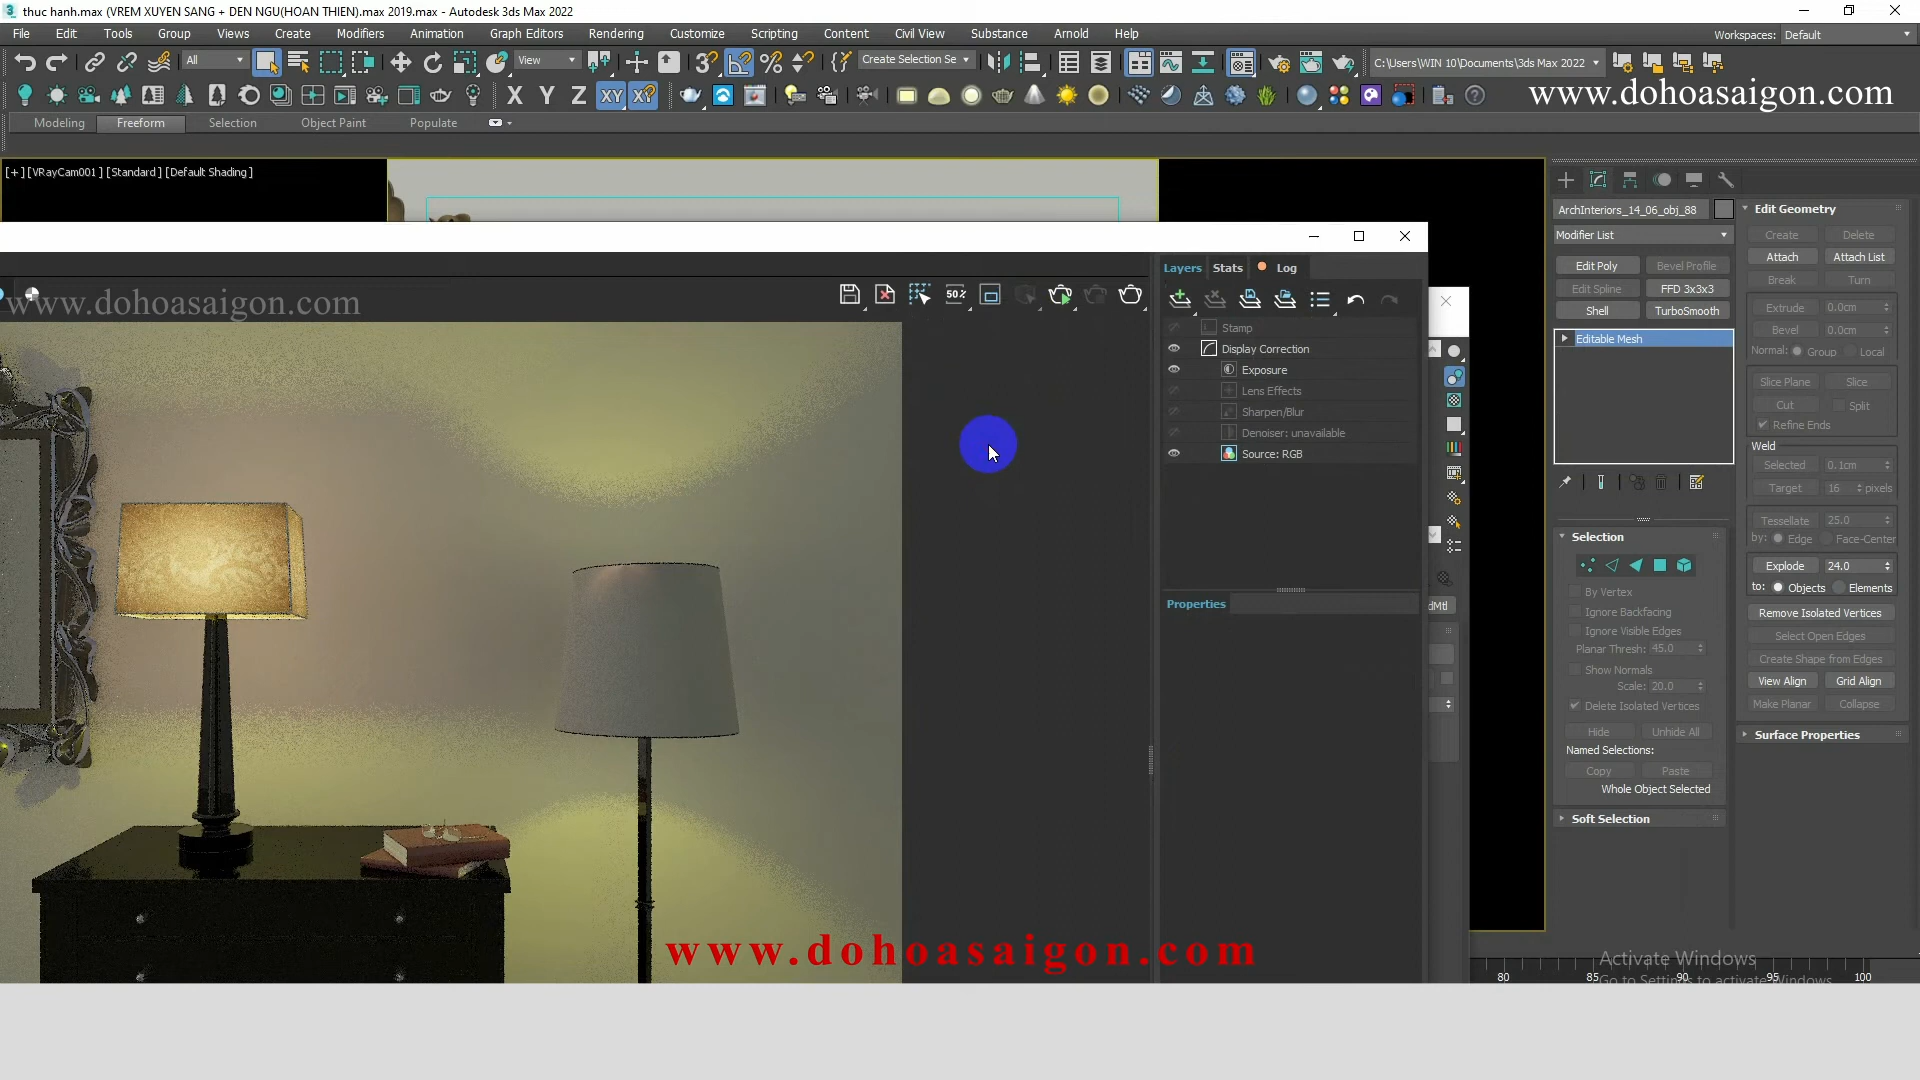 thuc hanh.max (VREM XUYEN SANG + DEN NGU(HOAN THIEN).max 2019.max - Autodesk 3ds Max 2022
File Edit Tools Group Views Create Modifiers Animation Graph Editors Rendering Customize Scripting Content Civil View Substance Arnold Help
Workspaces: Default
All View Create Selection Se C:\Users\WIN 10\Documents\3ds Max 2022
X Y Z XY
www.dohoasaigon.com
Modeling Freeform Selection Object Paint Populate
[+] [VRayCam001] [Standard] [Default Shading]
ArchInteriors_14_06_obj_88
Modifier List
Edit Poly Bevel Profile
Edit Spline FFD 3x3x3
Shell TurboSmooth
Editable Mesh
Selection
By Vertex
Ignore Backfacing
Ignore Visible Edges
Planar Thresh: 45.0
Show Normals
Scale: 20.0
Delete Isolated Vertices
Hide Unhide All
Named Selections:
Copy Paste
Whole Object Selected
Soft Selection
Edit Geometry
Create Delete
Attach Attach List
Break Turn
Extrude 0.0cm
Bevel 0.0cm
Normal: Group Local
Slice Plane Slice
Cut Split
Refine Ends
Weld
Selected 0.1cm
Target 16 pixels
Tessellate 25.0
by: Edge Face-Center
Explode 24.0
to: Objects Elements
Remove Isolated Vertices
Select Open Edges
Create Shape from Edges
View Align Grid Align
Make Planar Collapse
Surface Properties
www.dohoasaigon.com
50%
Layers Stats Log
Stamp
Display Correction
Exposure
Lens Effects
Sharpen/Blur
Denoiser: unavailable
Source: RGB
Properties
dMtl
www.dohoasaigon.com
Activate Windows
Go to Settings to activate Windows.
80 85 90 95 100